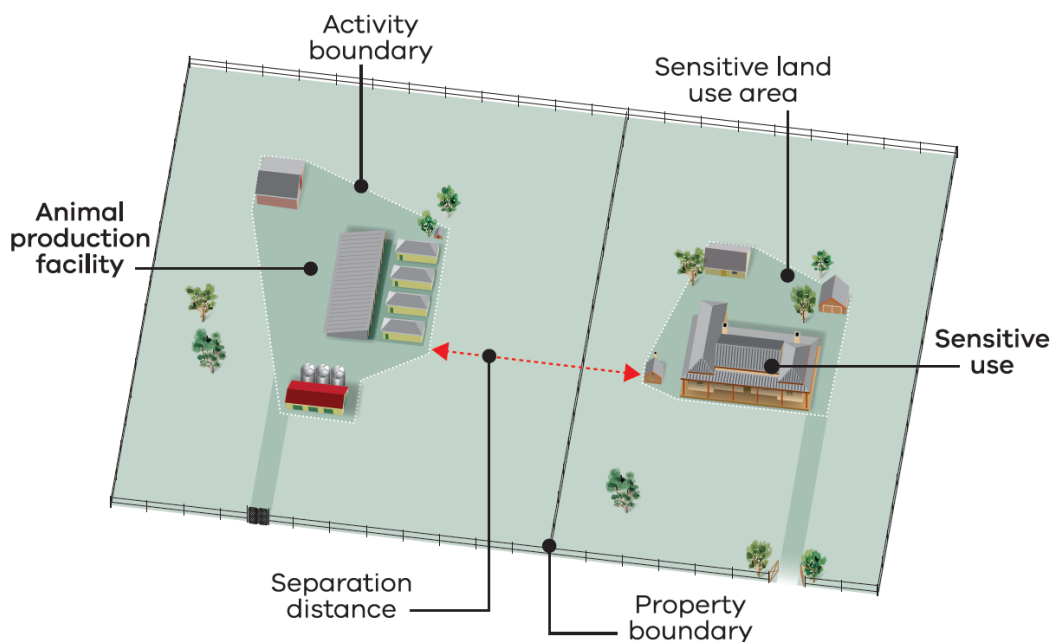 Activity
boundary
Sensitive land
use area
Animal
production
facility
Sensitive
use
Separation
distance
Property
boundary